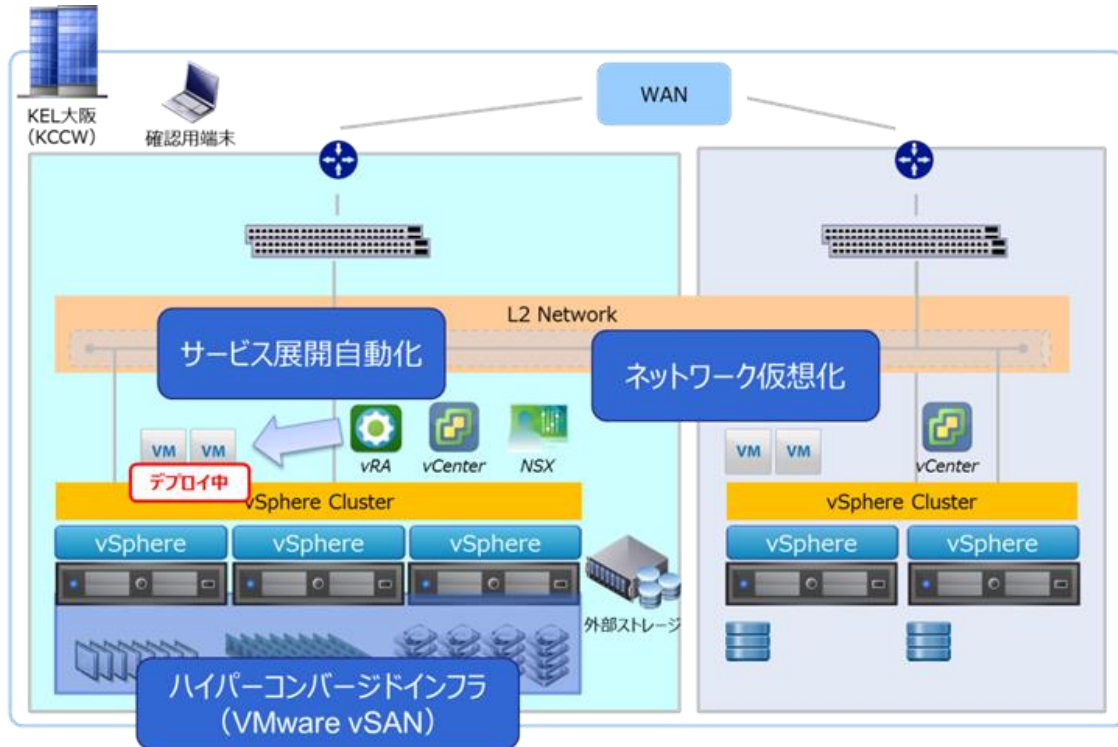 KEL大阪
(KCCW)
確認用端末
WAN
L2 Network
サービス展開自動化
ネットワーク仮想化
VM
VM
デプロイ中
vRA
vCenter
NSX
VM
VM
vCenter
vSphere Cluster
vSphere Cluster
vSphere
vSphere
vSphere
vSphere
vSphere
外部ストレージ
ハイパーコンバージドインフラ
(VMware vSAN)